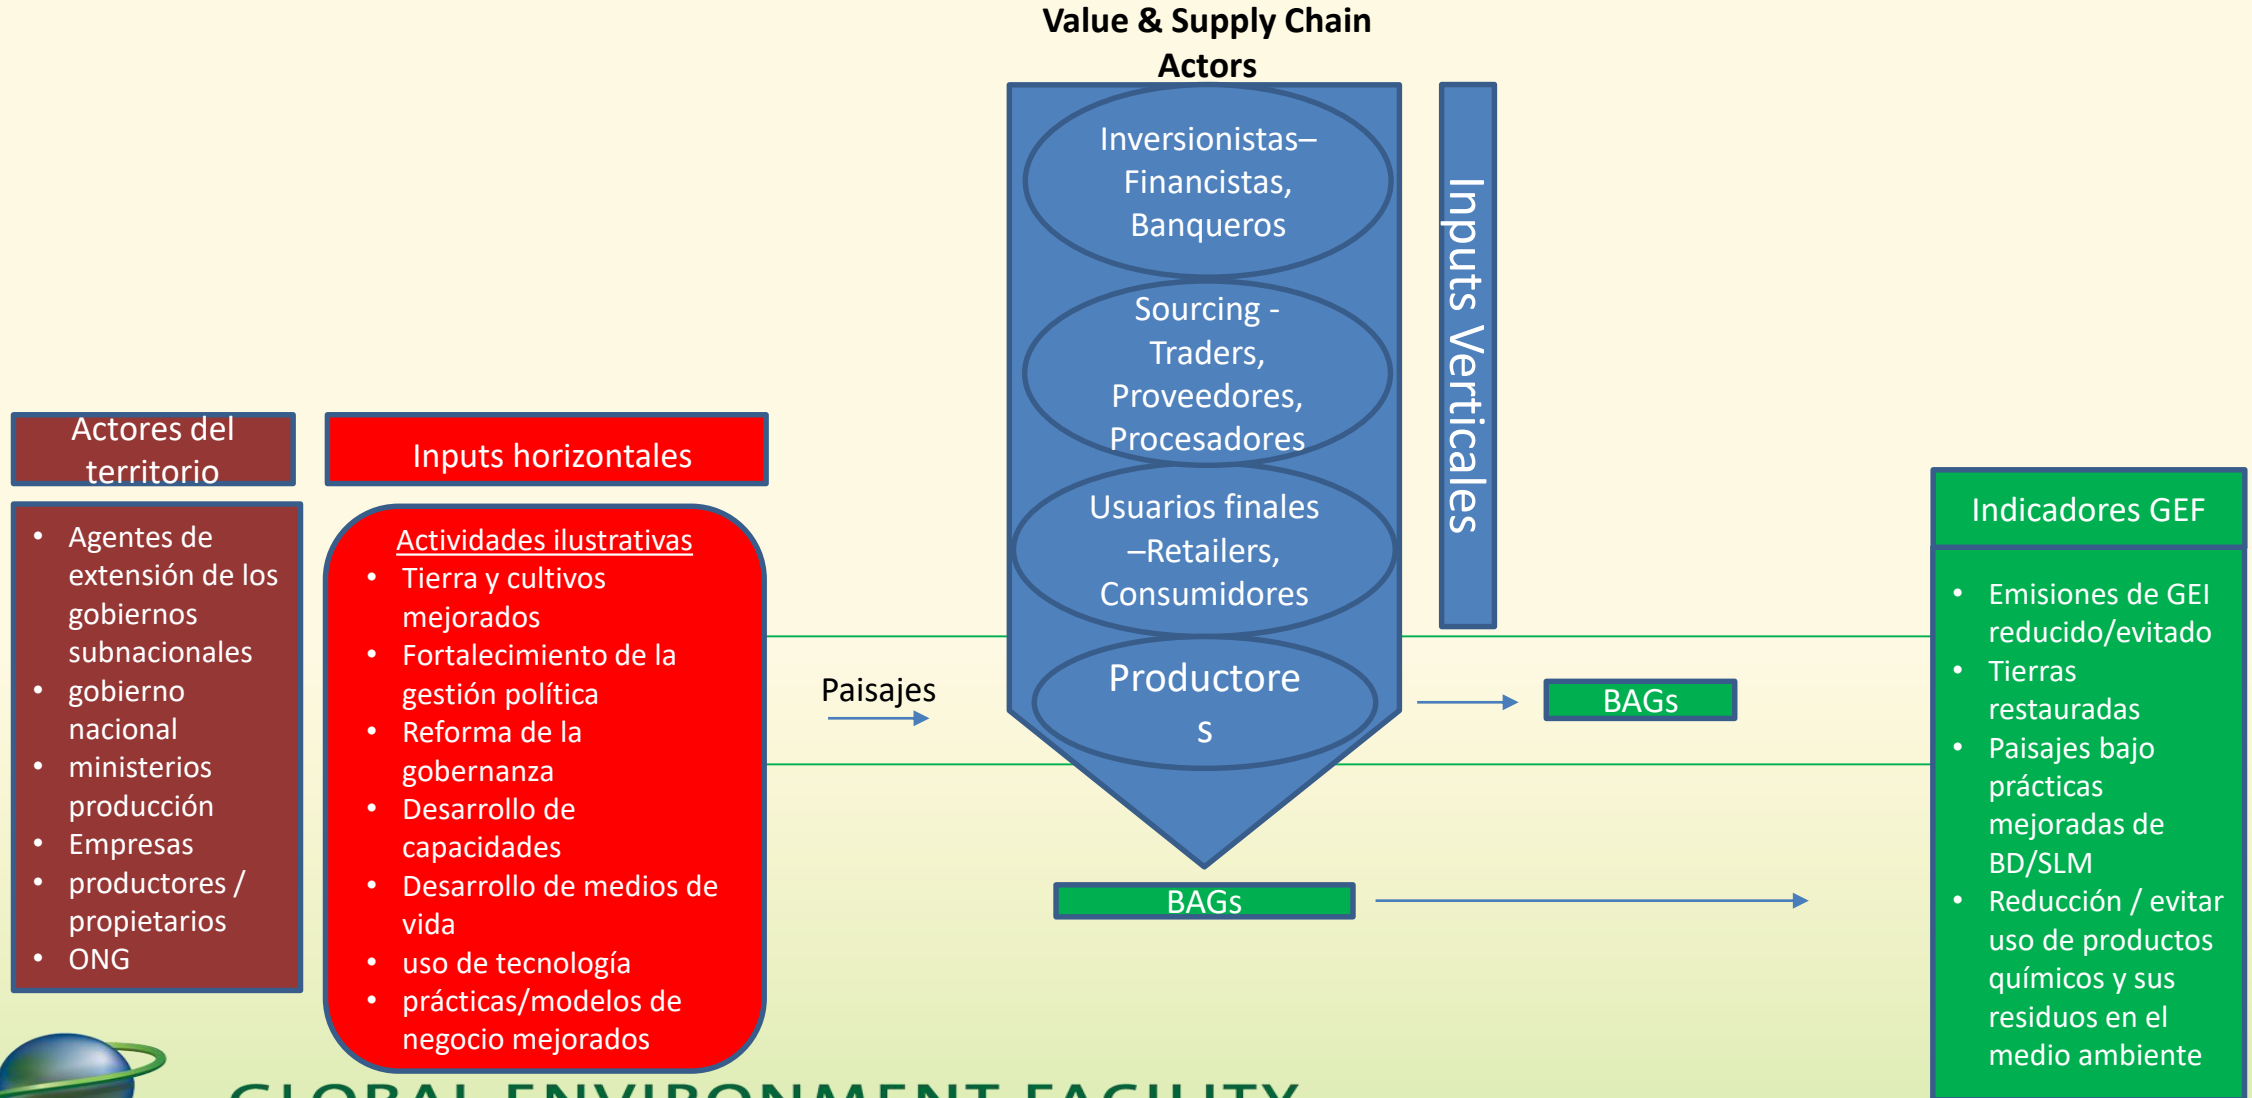 Value & Supply Chain
Actors
Inversionistas–
Financistas,
Banqueros
Sourcing -
Traders,
Proveedores,
Procesadores
Usuarios finales
–Retailers,
Consumidores
Productore
s
Inputs Verticales
Actores del
territorio
• Agentes de
extensión de los
gobiernos
subnacionales
• gobierno
nacional
• ministerios
producción
• Empresas
• productores /
propietarios
• ONG
Inputs horizontales
Actividades ilustrativas
• Tierra y cultivos
mejorados
• Fortalecimiento de la
gestión política
• Reforma de la
gobernanza
• Desarrollo de
capacidades
• Desarrollo de medios de
vida
• uso de tecnología
• prácticas/modelos de
negocio mejorados
Paisajes
BAGs
BAGs
Indicadores GEF
• Emisiones de GEI
reducido/evitado
• Tierras
restauradas
• Paisajes bajo
prácticas
mejoradas de
BD/SLM
• Reducción / evitar
uso de productos
químicos y sus
residuos en el
medio ambiente
GLOBAL ENVIRONMENT FACILITY